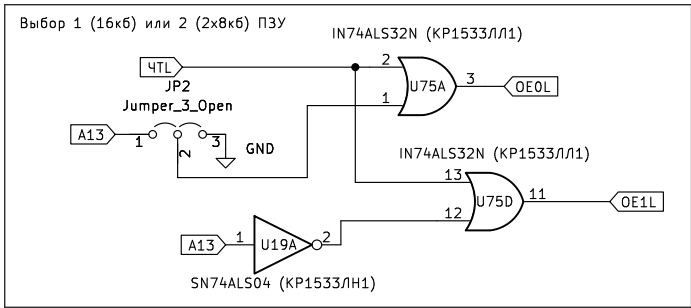 Выбор 1 (16кб) или 2 (2х8кб) ПЗУ
IN74ALS32N (КР1533ЛЛ1)
ЧТL
2
U75A
3
OE0L
JP2
1
Jumper_3_Open
A13
1
2
3
GND
IN74ALS32N (КР1533ЛЛ1)
13
U75D
11
OE1L
12
A13
1
U19A
2
SN74ALS04 (КР1533ЛН1)